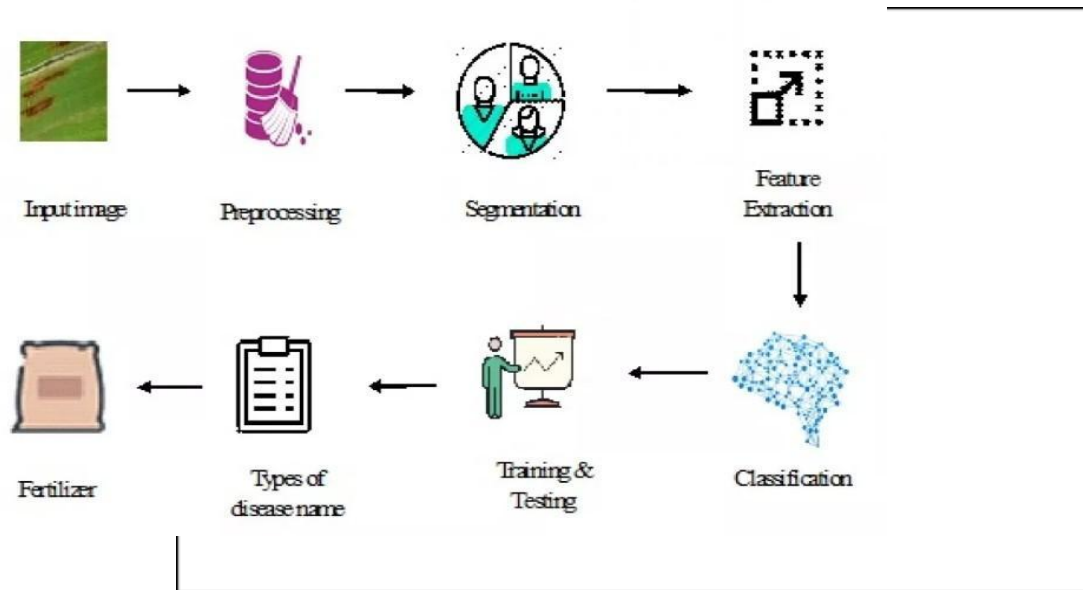 Input image
Preprocessing
Segmentation
Feature
Extraction
Classification
Training &
Testing
Types of
disease name
Fertilizer